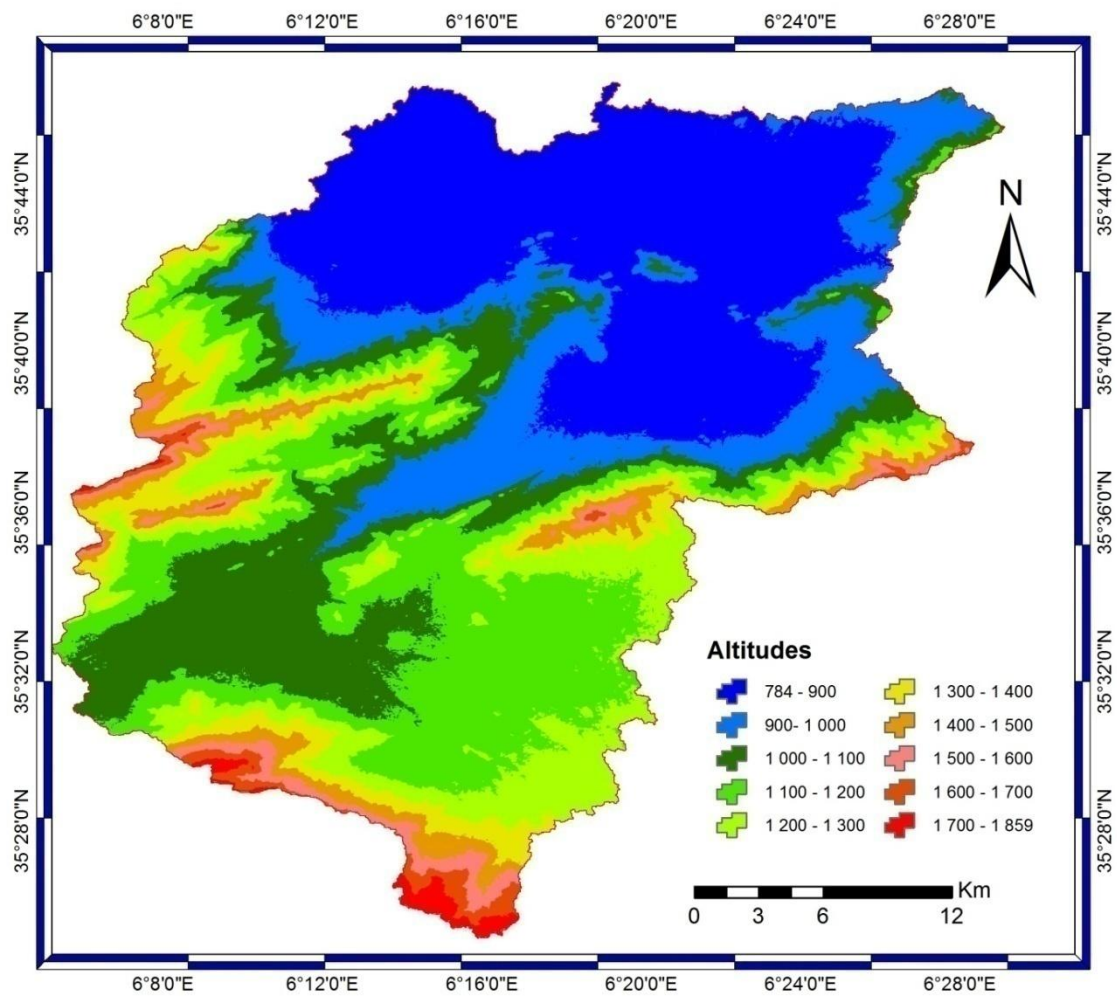 6°8'0"E 6°12'0"E 6°16'0"E 6°20'0"E 6°24'0"E 6°28'0"E
35°44'0"N 35°44'0"N
N
35°40'0"N 35°40'0"N
35°36'0"N 35°36'0"N
35°32'0"N 35°32'0"N
Altitudes
784 - 900 1 300 - 1 400
900- 1 000 1 400 - 1 500
1 000 - 1 100 1 500 - 1 600
1 100 - 1 200 1 600 - 1 700
1 200 - 1 300 1 700 - 1 859
35°28'0"N 35°28'0"N
Km
0 3 6 12
6°8'0"E 6°12'0"E 6°16'0"E 6°20'0"E 6°24'0"E 6°28'0"E